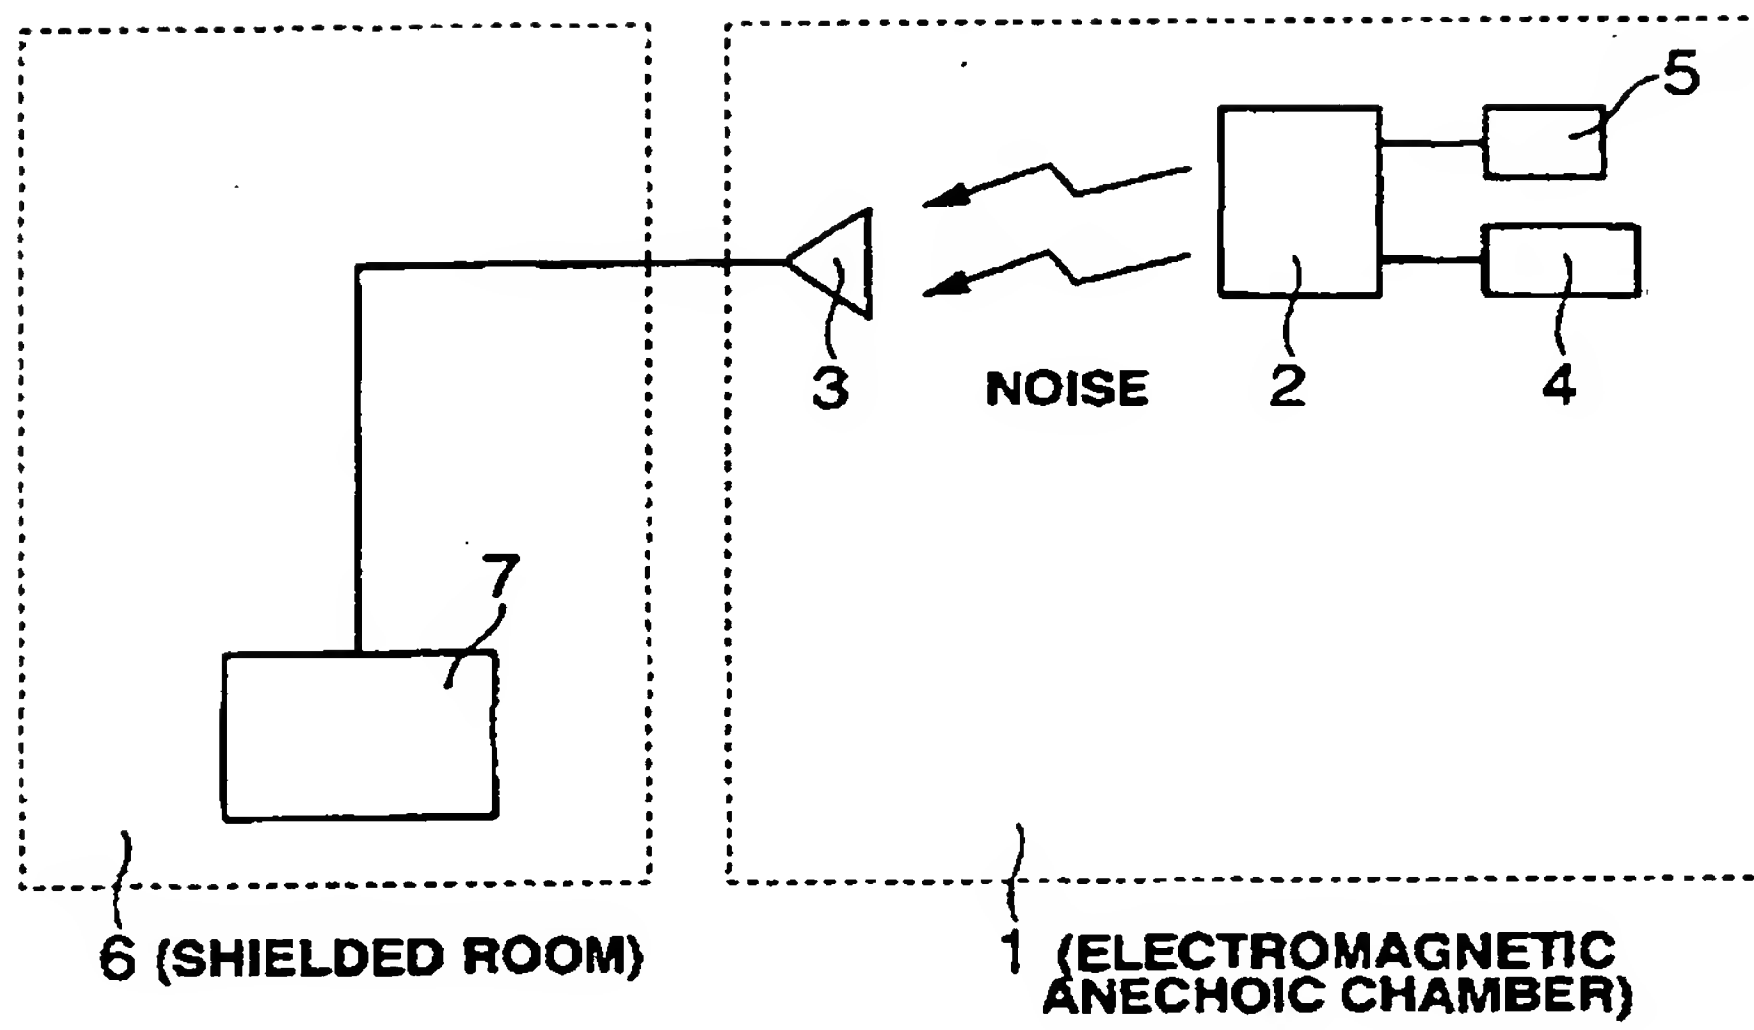 5
3
NOISE
2
4
7
6 (SHIELDED ROOM)
1 (ELECTROMAGNETIC
ANECHOIC CHAMBER)